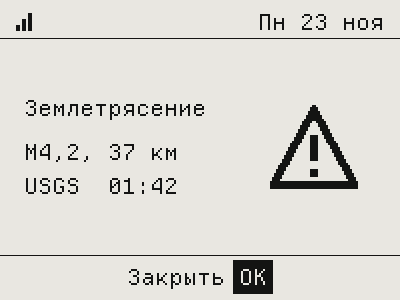 Пн 23 ноя
Землетрясение
M4,2, 37 км
USGS 01:42
Закрыть OK